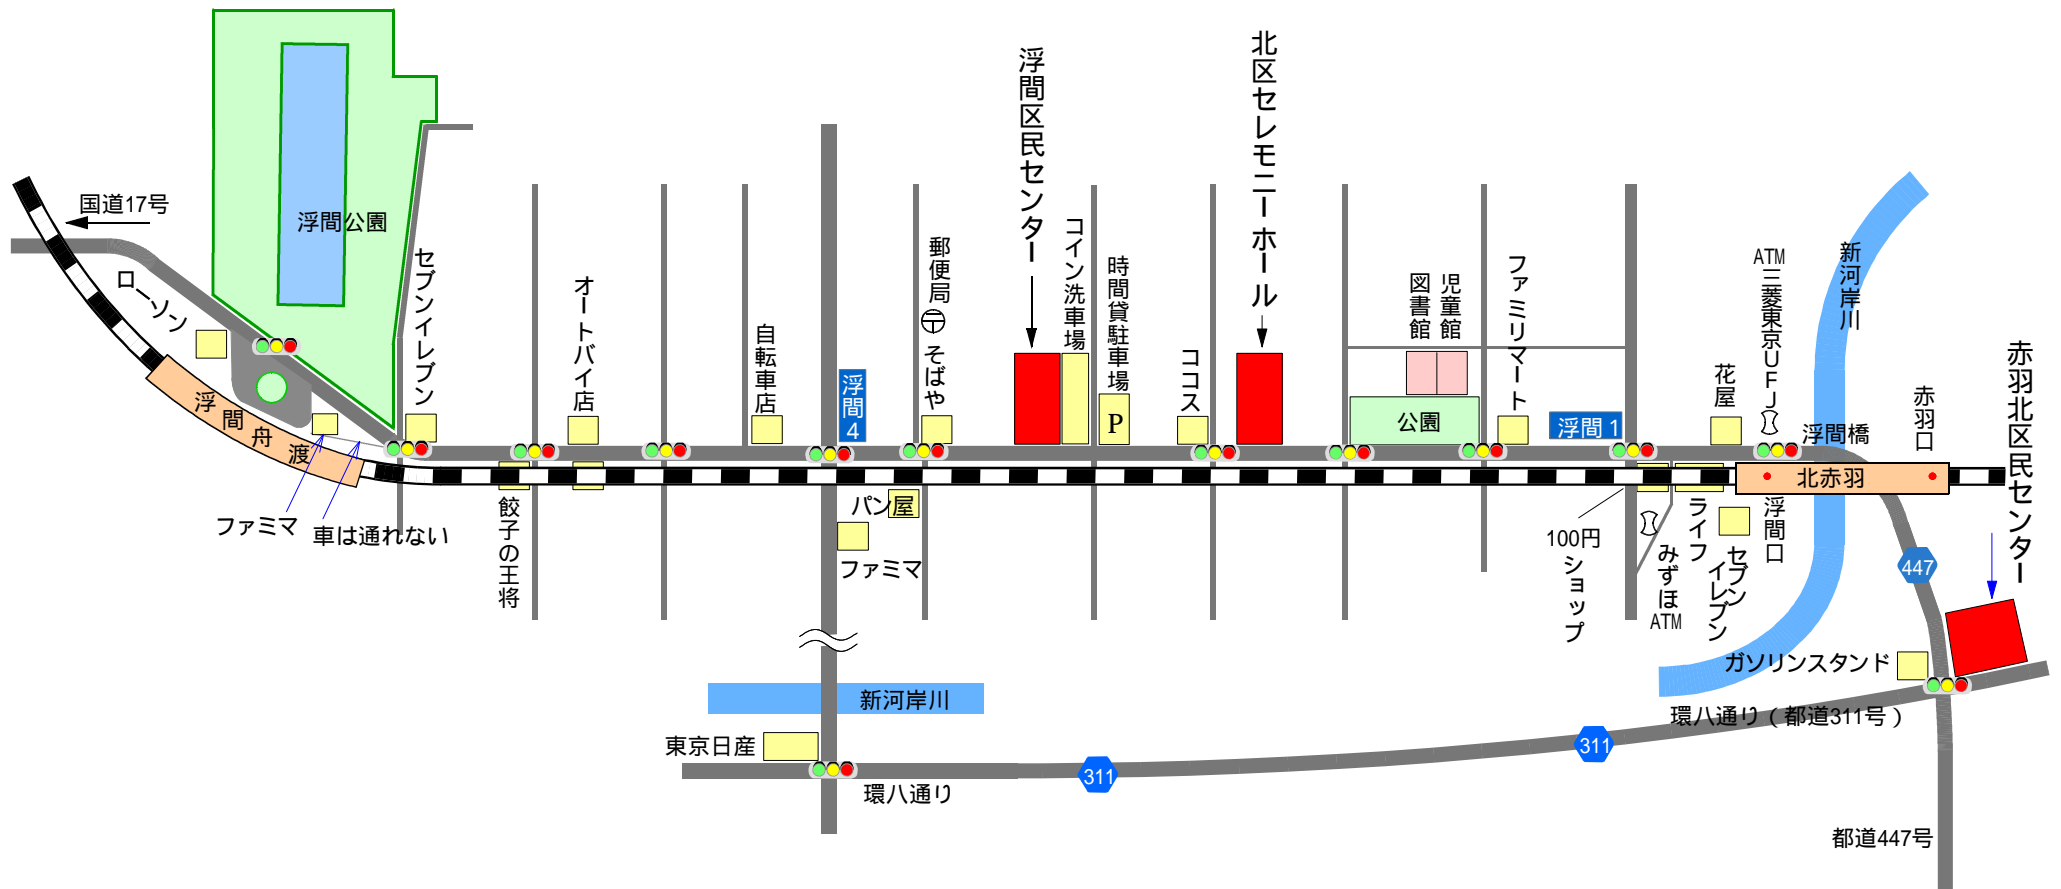 国道17号
浮間公園
ローソン
セブンイレブン
オートバイ店
自転車店
浮間4
郵便局
そばや
浮間区民センター
コイン洗車場
時間貸駐車場
P
ココス
北区セレモニーホール
図書館
児童館
公園
ファミリマート
浮間1
花屋
ATM
三菱東京UFJ
新河岸川
浮間橋
赤羽口
赤羽北区民センター
浮間舟渡
北赤羽
ファミマ
車は通れない
餃子の王将
パン屋
ファミマ
100円
ショップ
みずほ
ATM
ライフ
セブン
イレブン
浮間口
447
ガソリンスタンド
新河岸川
東京日産
環八通り
311
311
環八通り(都道311号)
都道447号